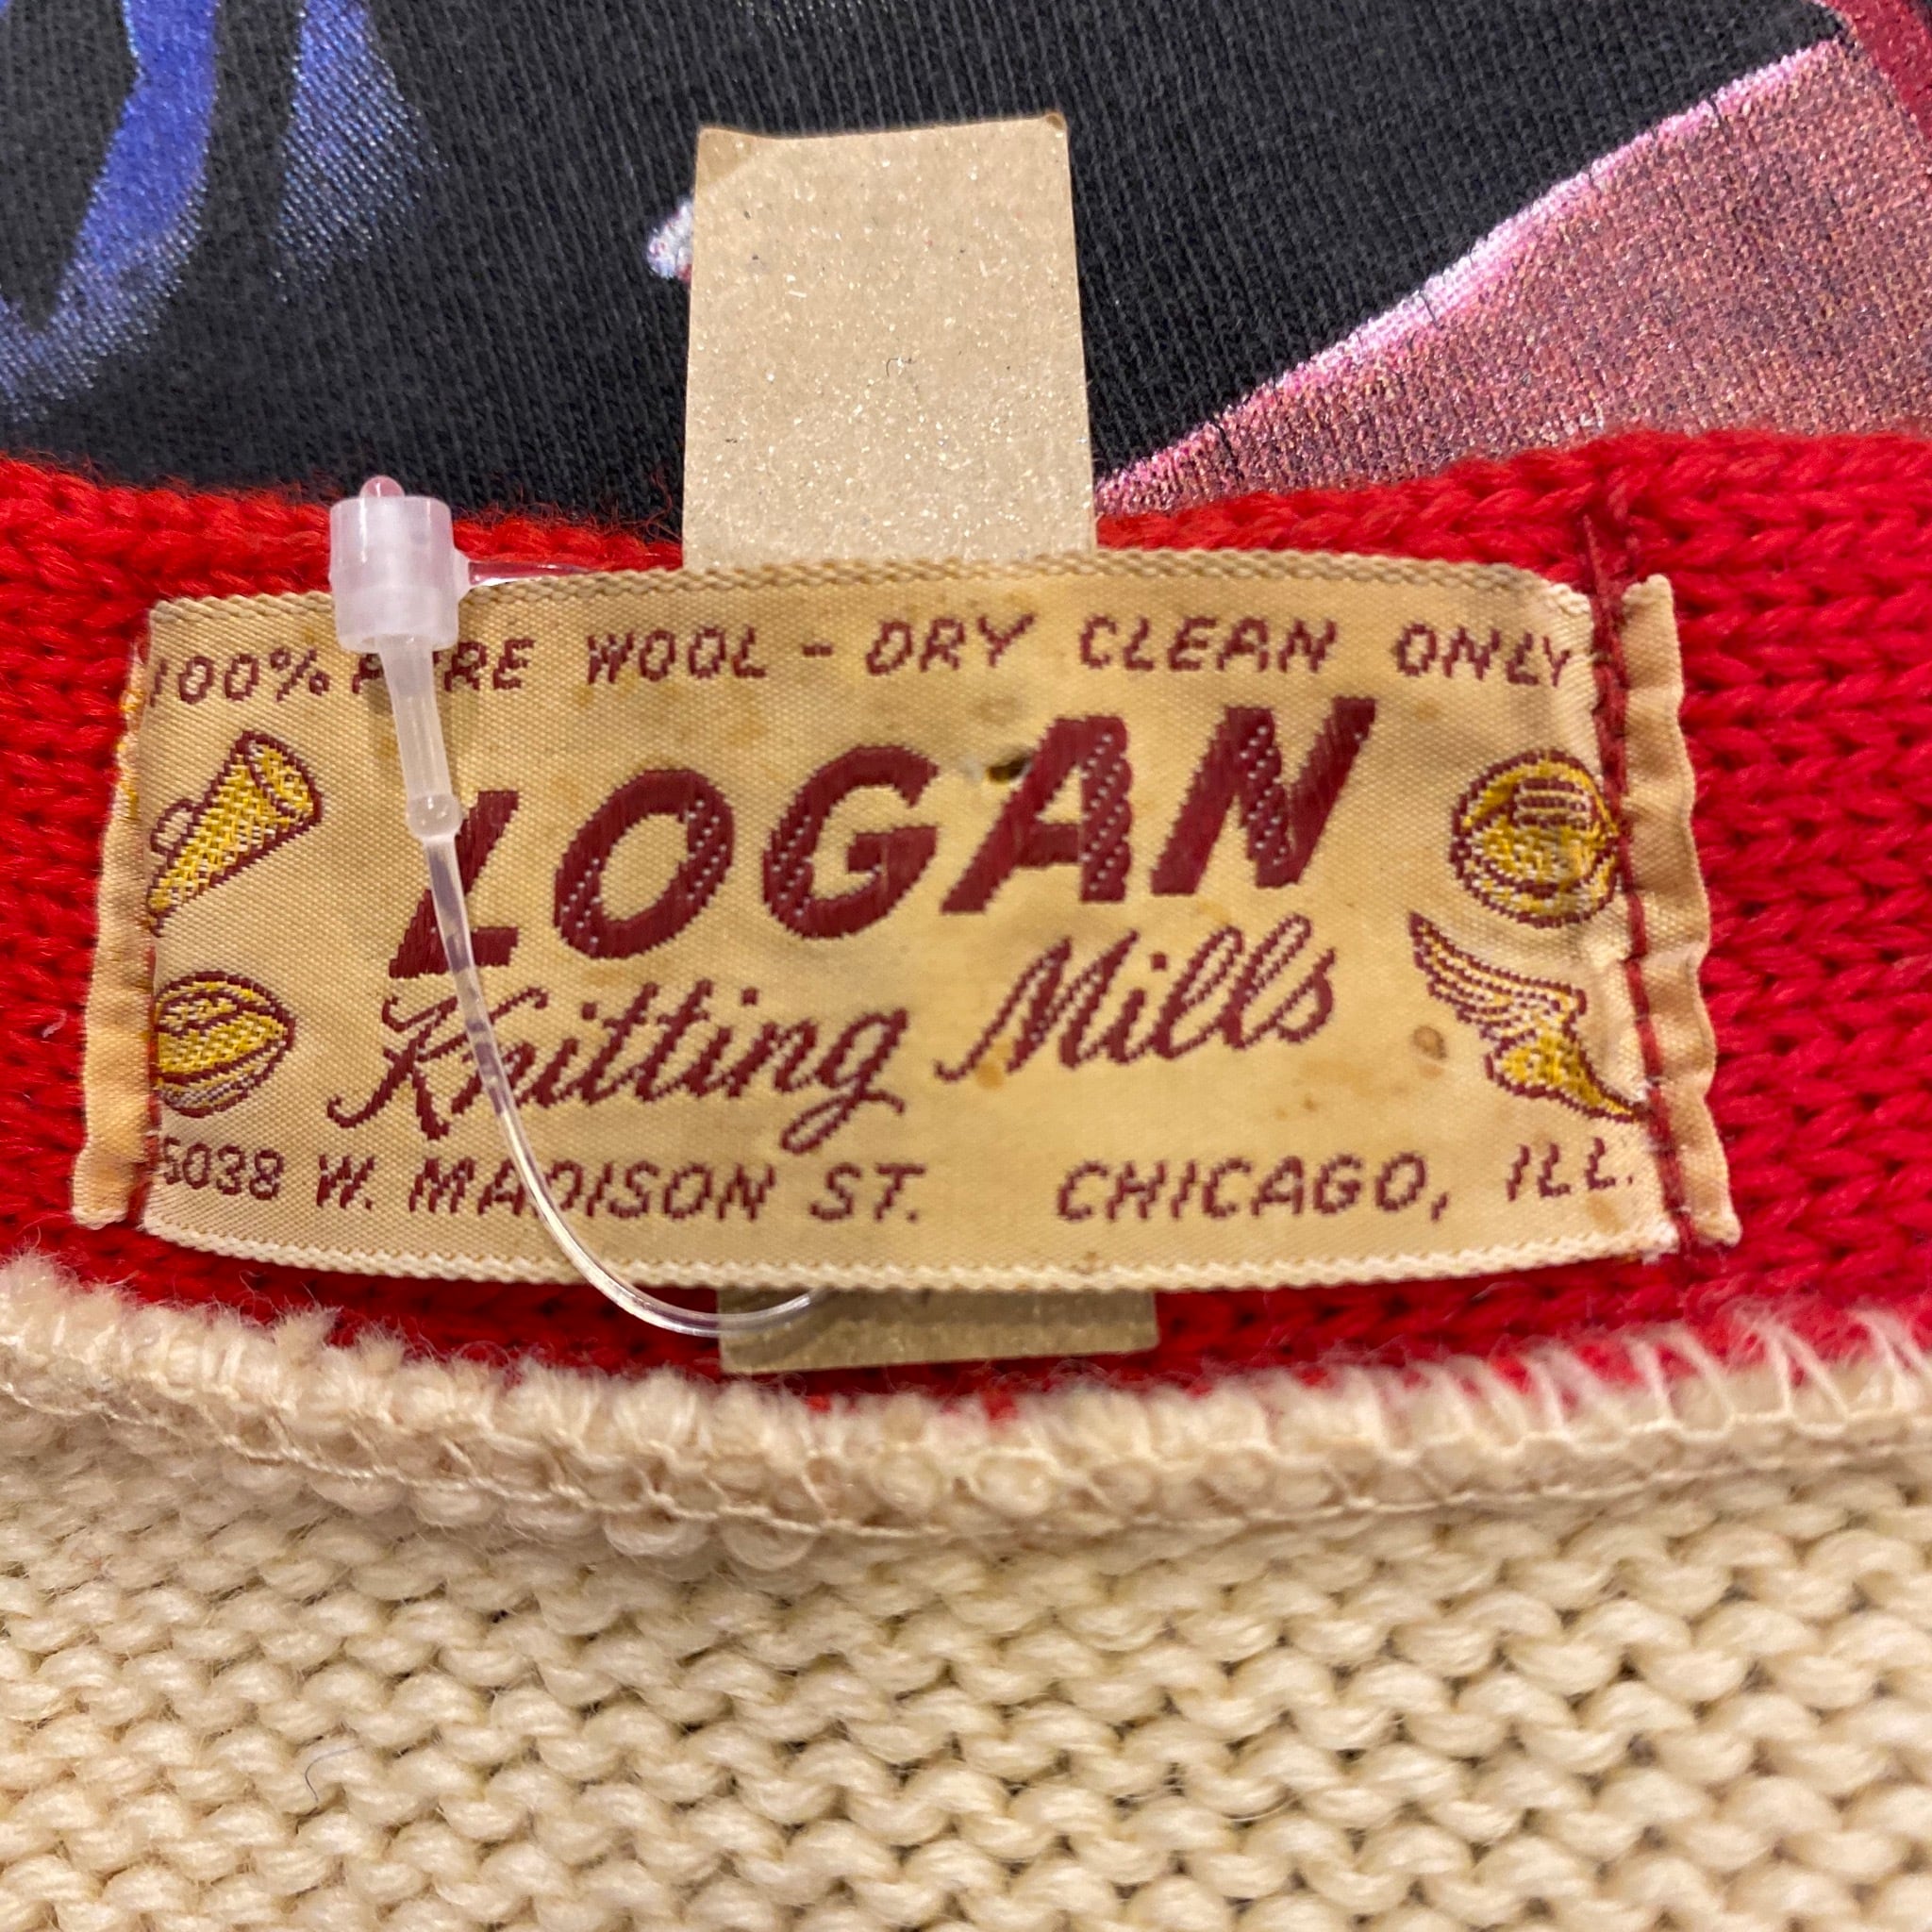 100% PURE WOOL - DRY CLEAN ONLY
LOGAN
Knitting Mills
5038 W. MADISON ST. CHICAGO, ILL.